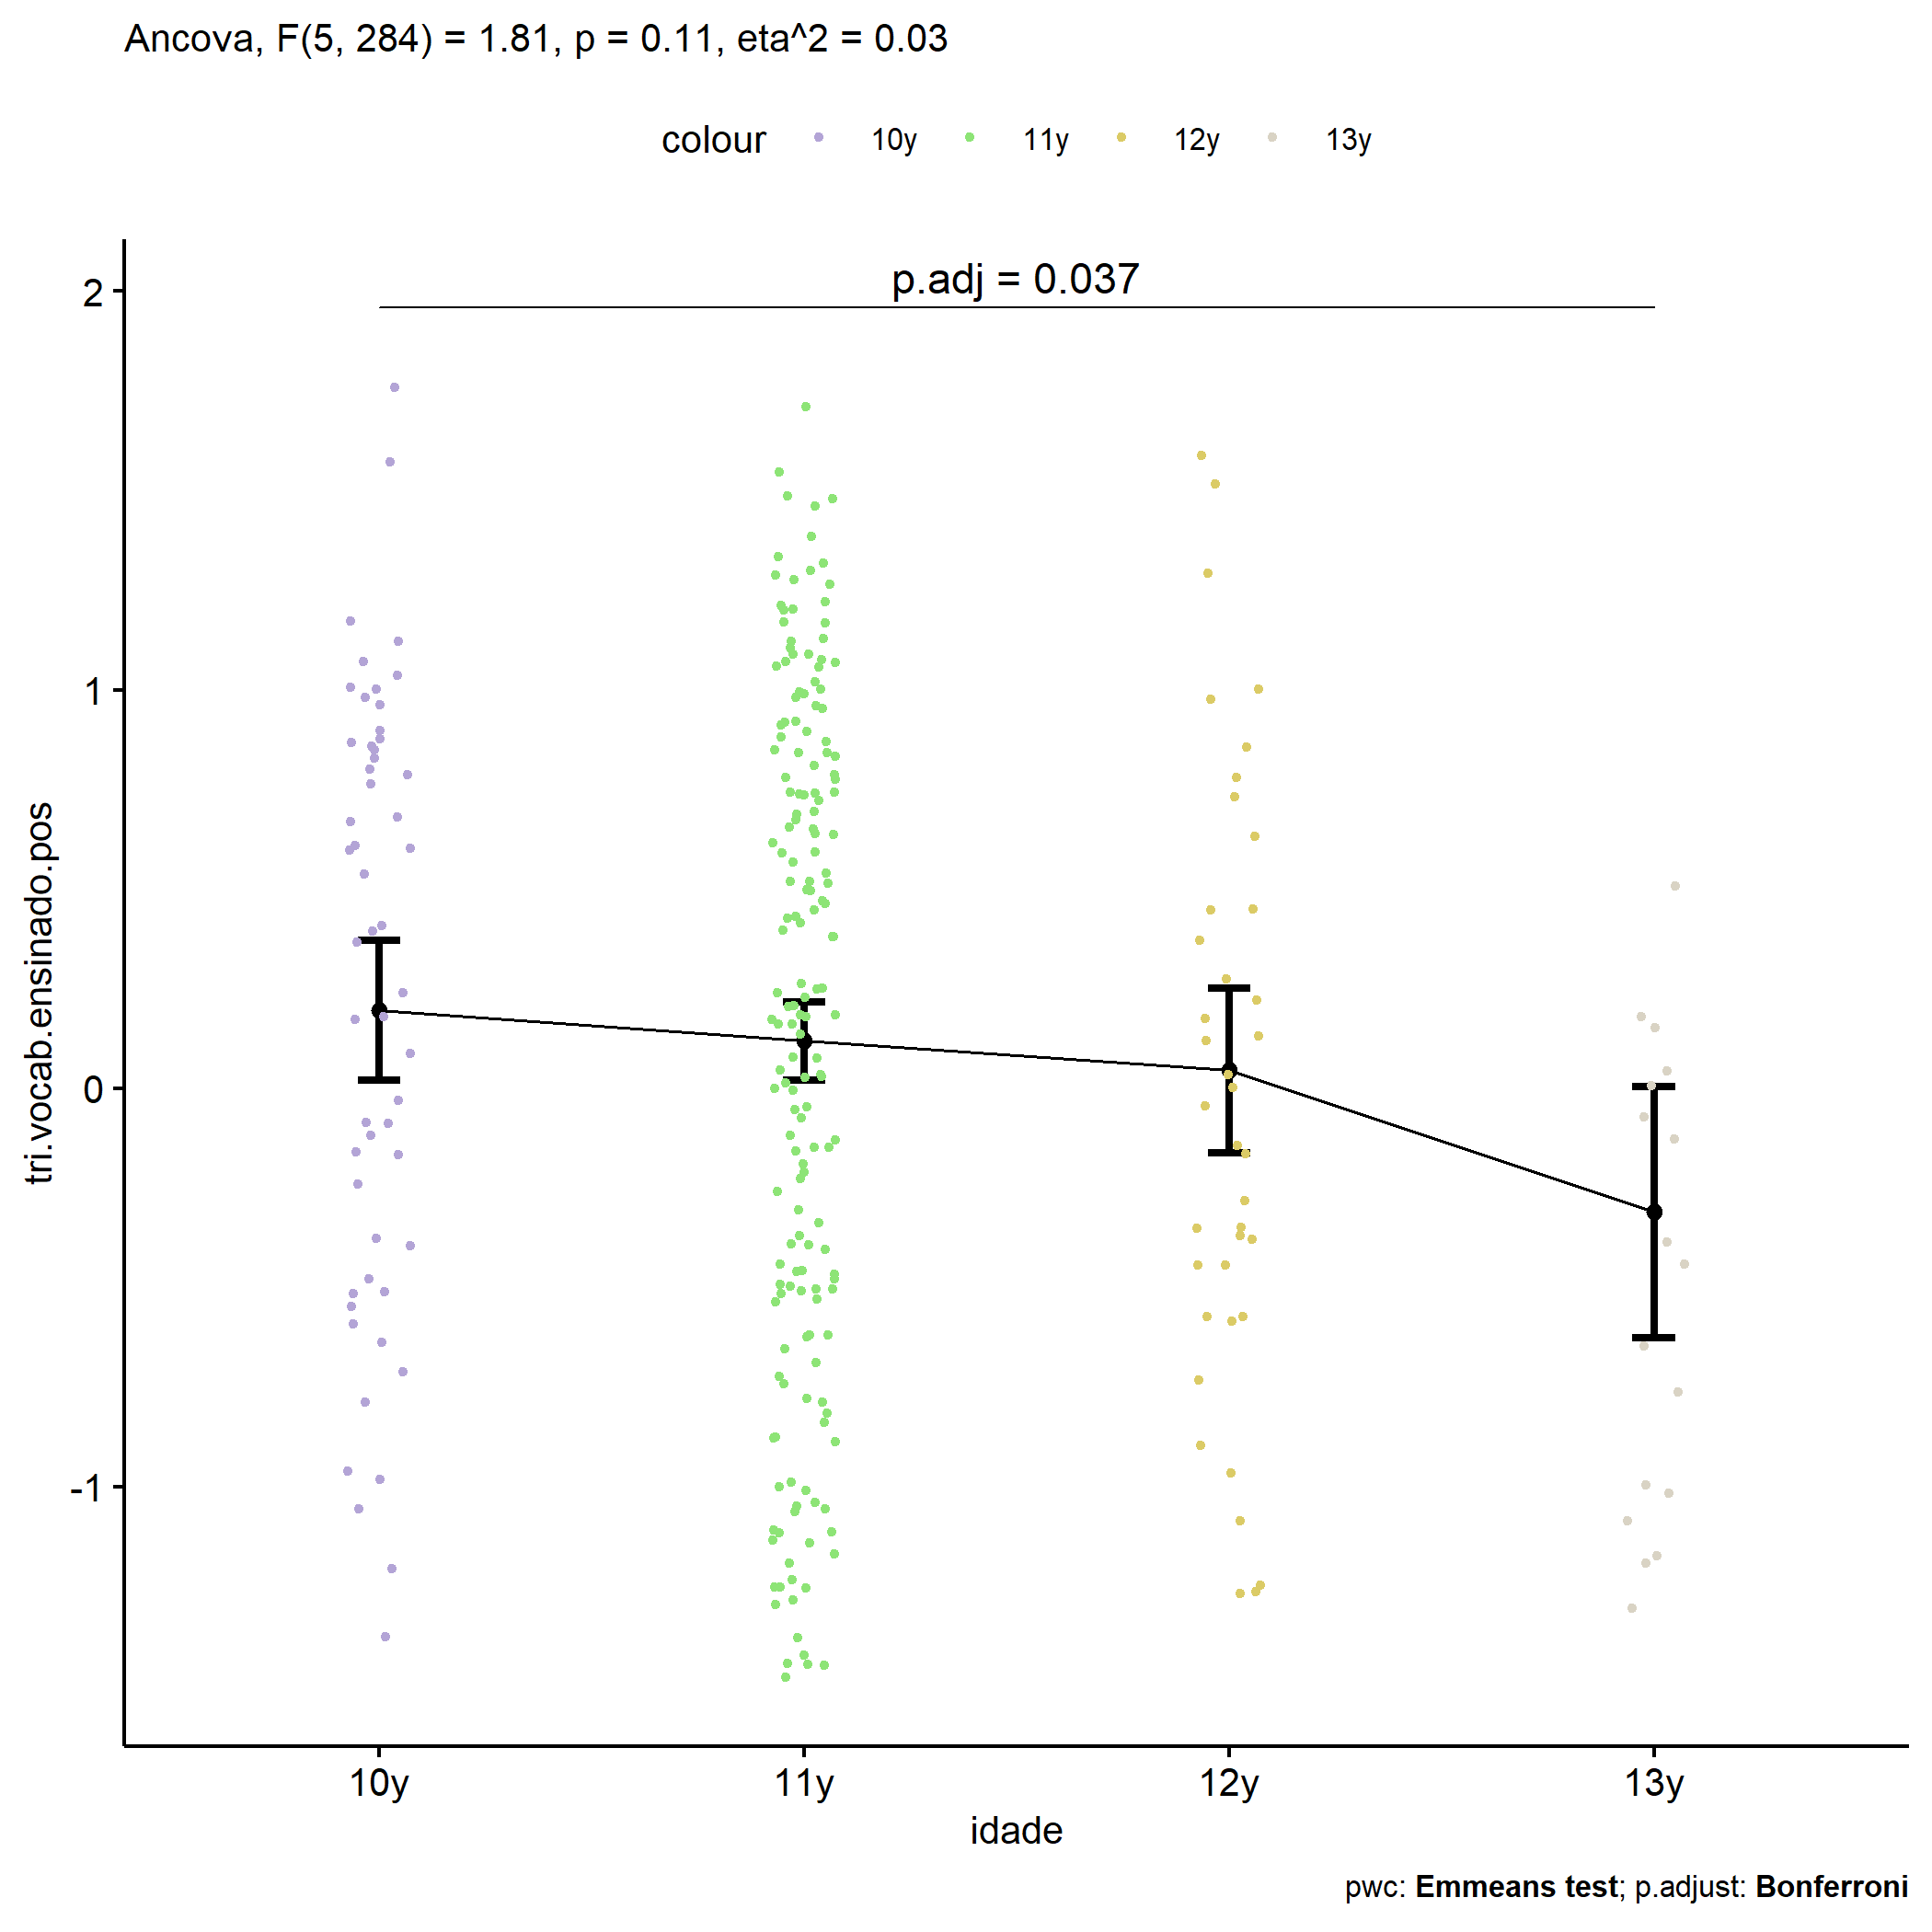 Ancova, F(5, 284) = 1.81, p = 0.11, eta^2 = 0.03
colour 10y 11y 12y 13y
p.adj = 0.037
2
1
0
-1
tri.vocab.ensinado.pos
10y 11y 12y 13y
idade
pwc: Emmeans test; p.adjust: Bonferroni